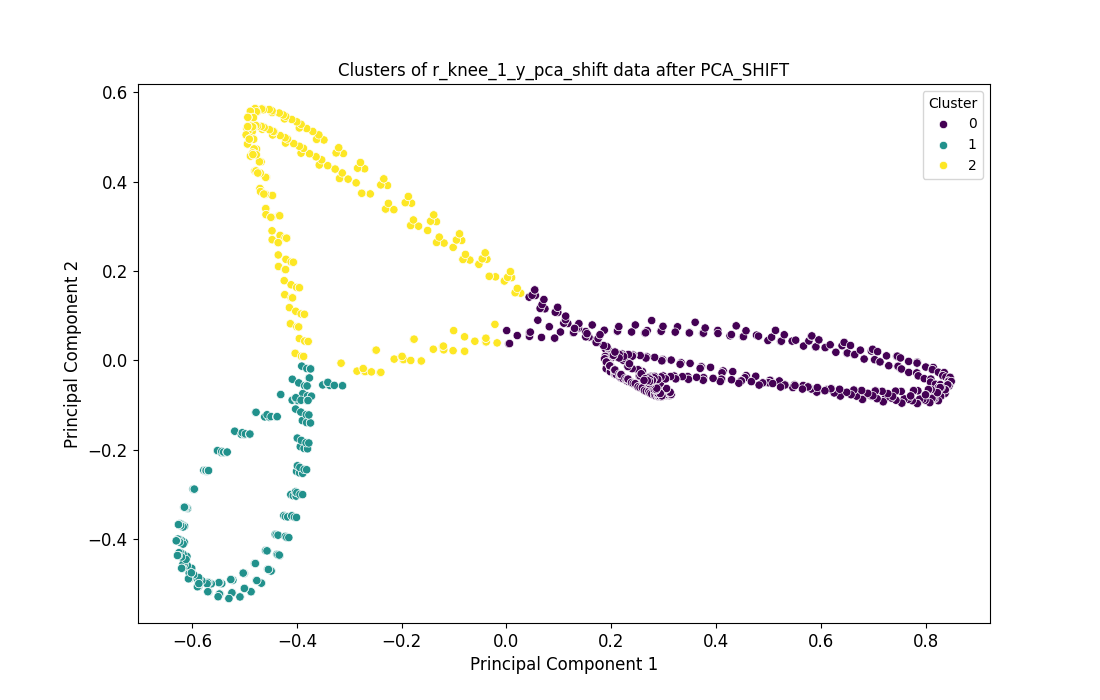 Clusters of r_knee_1_y_pca_shift data after PCA_SHIFT
Cluster
0
1
2
Principal Component 2
0.6
0.4
0.2
0.0
−0.2
−0.4
−0.6 −0.4 −0.2 0.0 0.2 0.4 0.6 0.8
Principal Component 1